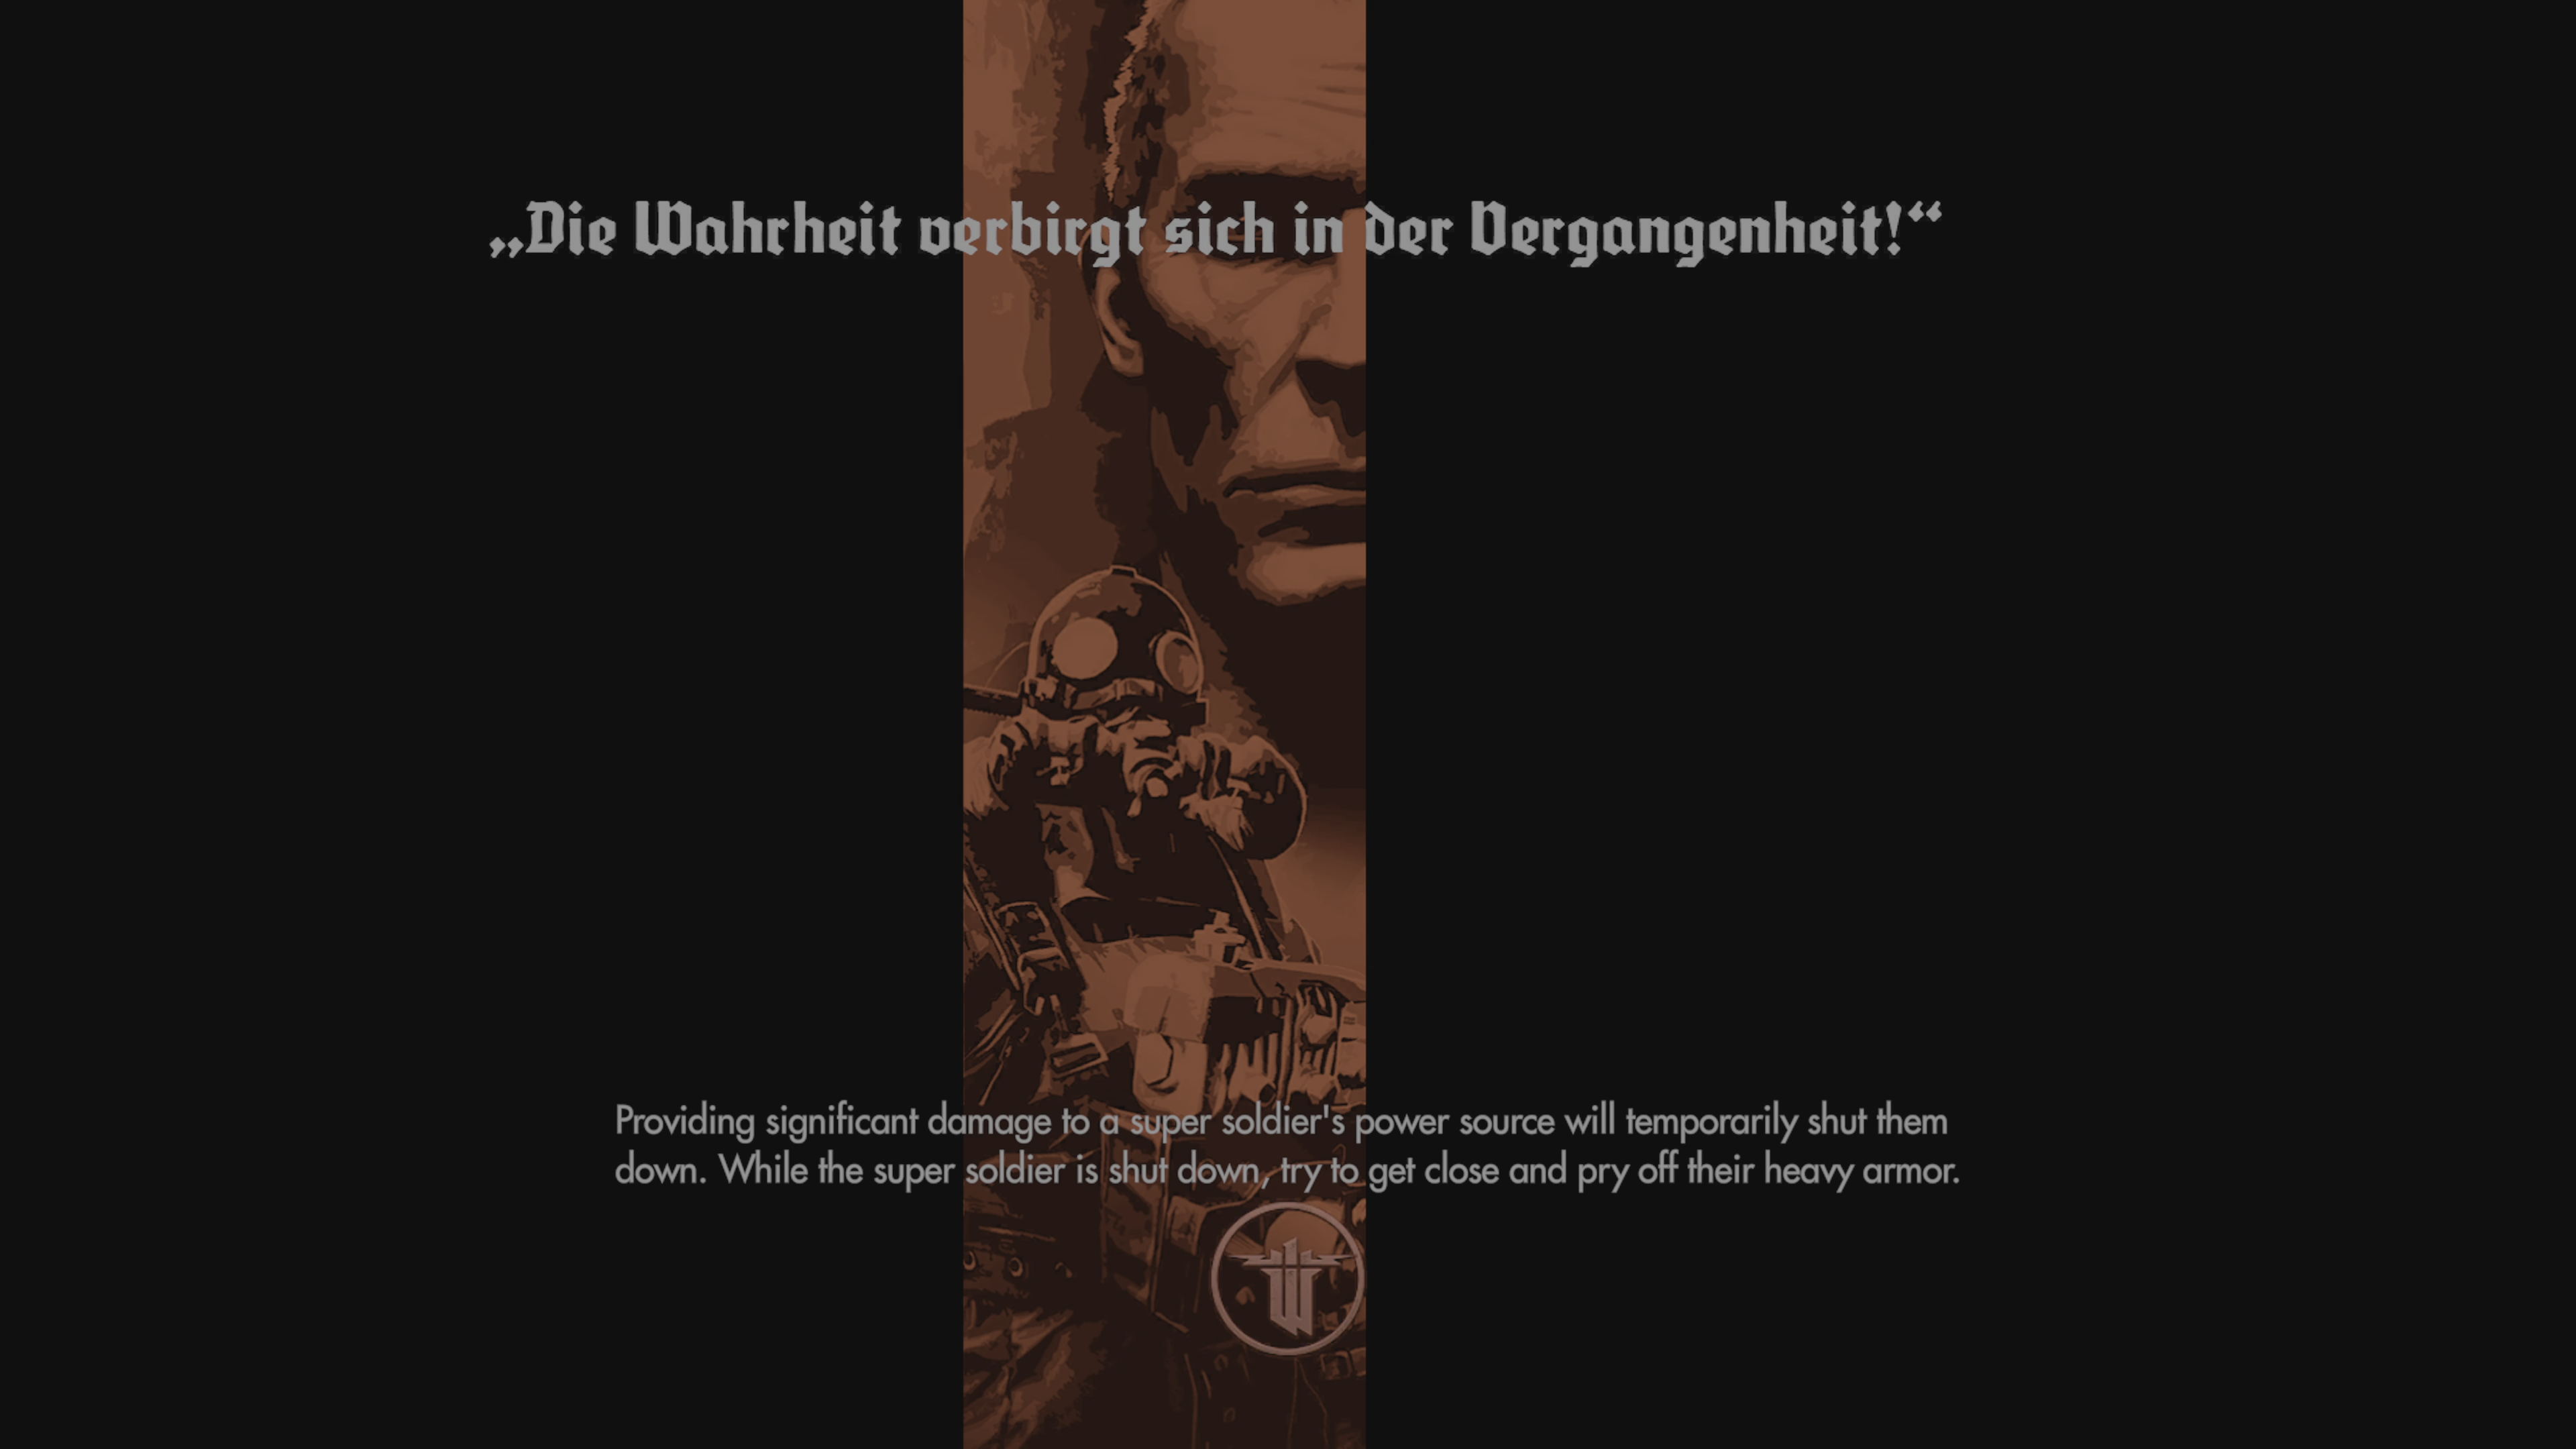 „Die Wahrheit verbirgt sich in der Vergangenheit!“
Providing significant damage to a super soldier's power source will temporarily shut them
down. While the super soldier is shut down, try to get close and pry off their heavy armor.